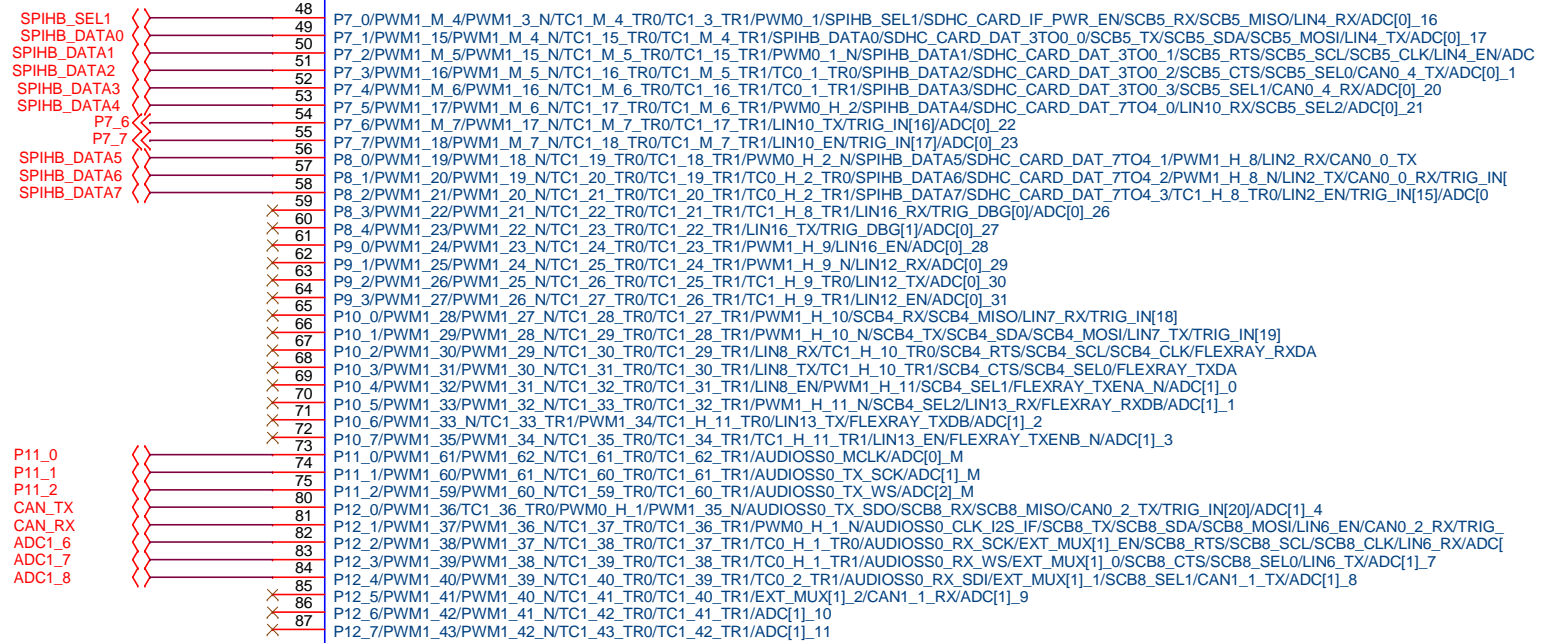 SPIHB_SEL1 48 P7_0/PWM1_M_4/PWM1_3_N/TC1_M_4_TR0/TC1_3_TR1/PWM0_1/SPIHB_SEL1/SDHC_CARD_IF_PWR_EN/SCB5_RX/SCB5_MISO/LIN4_RX/ADC[0]_16
SPIHB_DATA0 49 P7_1/PWM1_15/PWM1_M_4_N/TC1_15_TR0/TC1_M_4_TR1/SPIHB_DATA0/SDHC_CARD_DAT_3TO0_0/SCB5_TX/SCB5_SDA/SCB5_MOSI/LIN4_TX/ADC[0]_17
SPIHB_DATA1 50 P7_2/PWM1_M_5/PWM1_15_N/TC1_M_5_TR0/TC1_15_TR1/PWM0_1_N/SPIHB_DATA1/SDHC_CARD_DAT_3TO0_1/SCB5_RTS/SCB5_SCL/SCB5_CLK/LIN4_EN/ADC
SPIHB_DATA2 51 P7_3/PWM1_16/PWM1_M_5_N/TC1_16_TR0/TC1_M_5_TR1/TC0_1_TR0/SPIHB_DATA2/SDHC_CARD_DAT_3TO0_2/SCB5_CTS/SCB5_SEL0/CAN0_4_TX/ADC[0]_1
SPIHB_DATA3 52 P7_4/PWM1_M_6/PWM1_16_N/TC1_M_6_TR0/TC1_16_TR1/TC0_1_TR1/SPIHB_DATA3/SDHC_CARD_DAT_3TO0_3/SCB5_SEL1/CAN0_4_RX/ADC[0]_20
SPIHB_DATA4 53 P7_5/PWM1_17/PWM1_M_6_N/TC1_17_TR0/TC1_M_6_TR1/PWM0_H_2/SPIHB_DATA4/SDHC_CARD_DAT_7TO4_0/LIN10_RX/SCB5_SEL2/ADC[0]_21
P7_6 54 P7_6/PWM1_M_7/PWM1_17_N/TC1_M_7_TR0/TC1_17_TR1/LIN10_TX/TRIG_IN[16]/ADC[0]_22
P7_7 55 P7_7/PWM1_18/PWM1_M_7_N/TC1_18_TR0/TC1_M_7_TR1/LIN10_EN/TRIG_IN[17]/ADC[0]_23
SPIHB_DATA5 56 P8_0/PWM1_19/PWM1_18_N/TC1_19_TR0/TC1_18_TR1/PWM0_H_2_N/SPIHB_DATA5/SDHC_CARD_DAT_7TO4_1/PWM1_H_8/LIN2_RX/CAN0_0_TX
SPIHB_DATA6 57 P8_1/PWM1_20/PWM1_19_N/TC1_20_TR0/TC1_19_TR1/TC0_H_2_TR0/SPIHB_DATA6/SDHC_CARD_DAT_7TO4_2/PWM1_H_8_N/LIN2_TX/CAN0_0_RX/TRIG_IN[
SPIHB_DATA7 58 P8_2/PWM1_21/PWM1_20_N/TC1_21_TR0/TC1_20_TR1/TC0_H_2_TR1/SPIHB_DATA7/SDHC_CARD_DAT_7TO4_3/TC1_H_8_TR0/LIN2_EN/TRIG_IN[15]/ADC[0
59 P8_3/PWM1_22/PWM1_21_N/TC1_22_TR0/TC1_21_TR1/TC1_H_8_TR1/LIN16_RX/TRIG_DBG[0]/ADC[0]_26
60 P8_4/PWM1_23/PWM1_22_N/TC1_23_TR0/TC1_22_TR1/LIN16_TX/TRIG_DBG[1]/ADC[0]_27
61 P9_0/PWM1_24/PWM1_23_N/TC1_24_TR0/TC1_23_TR1/PWM1_H_9/LIN16_EN/ADC[0]_28
62 P9_1/PWM1_25/PWM1_24_N/TC1_25_TR0/TC1_24_TR1/PWM1_H_9_N/LIN12_RX/ADC[0]_29
63 P9_2/PWM1_26/PWM1_25_N/TC1_26_TR0/TC1_25_TR1/TC1_H_9_TR0/LIN12_TX/ADC[0]_30
64 P9_3/PWM1_27/PWM1_26_N/TC1_27_TR0/TC1_26_TR1/TC1_H_9_TR1/LIN12_EN/ADC[0]_31
65 P10_0/PWM1_28/PWM1_27_N/TC1_28_TR0/TC1_27_TR1/PWM1_H_10/SCB4_RX/SCB4_MISO/LIN7_RX/TRIG_IN[18]
66 P10_1/PWM1_29/PWM1_28_N/TC1_29_TR0/TC1_28_TR1/PWM1_H_10_N/SCB4_TX/SCB4_SDA/SCB4_MOSI/LIN7_TX/TRIG_IN[19]
67 P10_2/PWM1_30/PWM1_29_N/TC1_30_TR0/TC1_29_TR1/LIN8_RX/TC1_H_10_TR0/SCB4_RTS/SCB4_SCL/SCB4_CLK/FLEXRAY_RXDA
68 P10_3/PWM1_31/PWM1_30_N/TC1_31_TR0/TC1_30_TR1/LIN8_TX/TC1_H_10_TR1/SCB4_CTS/SCB4_SEL0/FLEXRAY_TXDA
69 P10_4/PWM1_32/PWM1_31_N/TC1_32_TR0/TC1_31_TR1/LIN8_EN/PWM1_H_11/SCB4_SEL1/FLEXRAY_TXENA_N/ADC[1]_0
70 P10_5/PWM1_33/PWM1_32_N/TC1_33_TR0/TC1_32_TR1/PWM1_H_11_N/SCB4_SEL2/LIN13_RX/FLEXRAY_RXDB/ADC[1]_1
71 P10_6/PWM1_33_N/TC1_33_TR1/PWM1_34/TC1_H_11_TR0/LIN13_TX/FLEXRAY_TXDB/ADC[1]_2
72 P10_7/PWM1_35/PWM1_34_N/TC1_35_TR0/TC1_34_TR1/TC1_H_11_TR1/LIN13_EN/FLEXRAY_TXENB_N/ADC[1]_3
P11_0 73 P11_0/PWM1_61/PWM1_62_N/TC1_61_TR0/TC1_62_TR1/AUDIOSS0_MCLK/ADC[0]_M
P11_1 74 P11_1/PWM1_60/PWM1_61_N/TC1_60_TR0/TC1_61_TR1/AUDIOSS0_TX_SCK/ADC[1]_M
P11_2 75 P11_2/PWM1_59/PWM1_60_N/TC1_59_TR0/TC1_60_TR1/AUDIOSS0_TX_WS/ADC[2]_M
CAN_TX 80 P12_0/PWM1_36/TC1_36_TR0/PWM0_H_1/PWM1_35_N/AUDIOSS0_TX_SDO/SCB8_RX/SCB8_MISO/CAN0_2_TX/TRIG_IN[20]/ADC[1]_4
CAN_RX 81 P12_1/PWM1_37/PWM1_36_N/TC1_37_TR0/TC1_36_TR1/PWM0_H_1_N/AUDIOSS0_CLK_I2S_IF/SCB8_TX/SCB8_SDA/SCB8_MOSI/LIN6_EN/CAN0_2_RX/TRIG_
ADC1_6 82 P12_2/PWM1_38/PWM1_37_N/TC1_38_TR0/TC1_37_TR1/TC0_H_1_TR0/AUDIOSS0_RX_SCK/EXT_MUX[1]_EN/SCB8_RTS/SCB8_SCL/SCB8_CLK/LIN6_RX/ADC[
ADC1_7 83 P12_3/PWM1_39/PWM1_38_N/TC1_39_TR0/TC1_38_TR1/TC0_H_1_TR1/AUDIOSS0_RX_WS/EXT_MUX[1]_0/SCB8_CTS/SCB8_SEL0/LIN6_TX/ADC[1]_7
ADC1_8 84 P12_4/PWM1_40/PWM1_39_N/TC1_40_TR0/TC1_39_TR1/TC0_2_TR1/AUDIOSS0_RX_SDI/EXT_MUX[1]_1/SCB8_SEL1/CAN1_1_TX/ADC[1]_8
85 P12_5/PWM1_41/PWM1_40_N/TC1_41_TR0/TC1_40_TR1/EXT_MUX[1]_2/CAN1_1_RX/ADC[1]_9
86 P12_6/PWM1_42/PWM1_41_N/TC1_42_TR0/TC1_41_TR1/ADC[1]_10
87 P12_7/PWM1_43/PWM1_42_N/TC1_43_TR0/TC1_42_TR1/ADC[1]_11